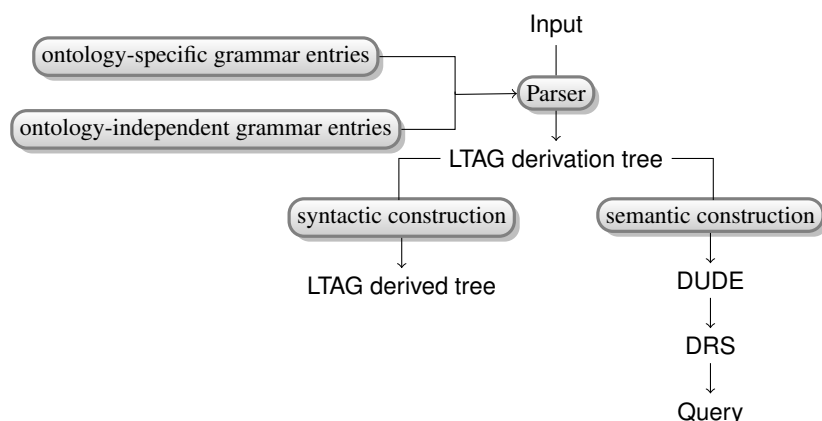 Input
ontology-specific grammar entries
Parser
ontology-independent grammar entries
LTAG derivation tree
syntactic construction
semantic construction
LTAG derived tree
DUDE
DRS
Query